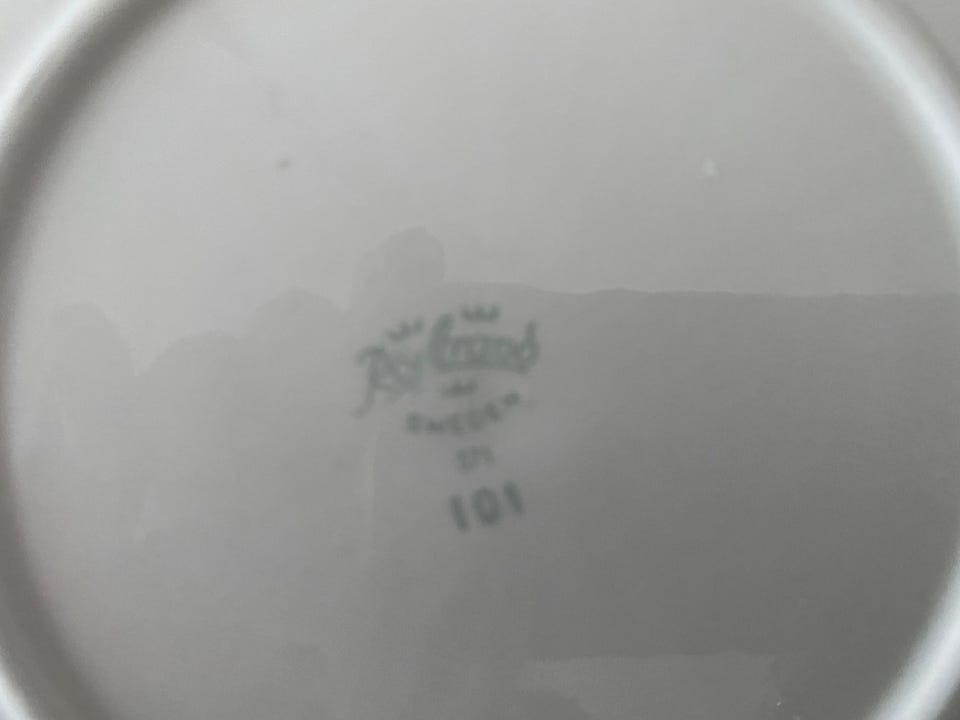 RörStrand
SWEDEN
101